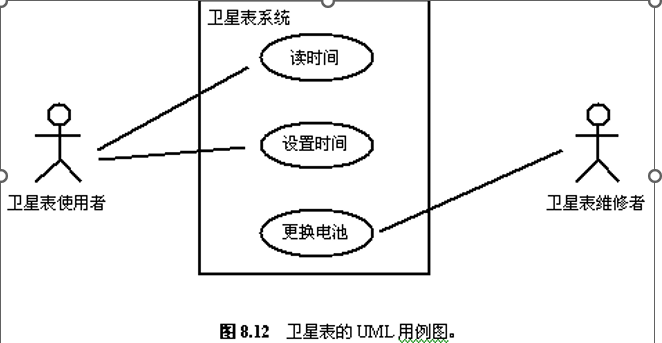 卫星表系统
读时间
设置时间
卫星表使用者
卫星表维修者
更换电池
图 8.12 卫星表的 UML 用例图。